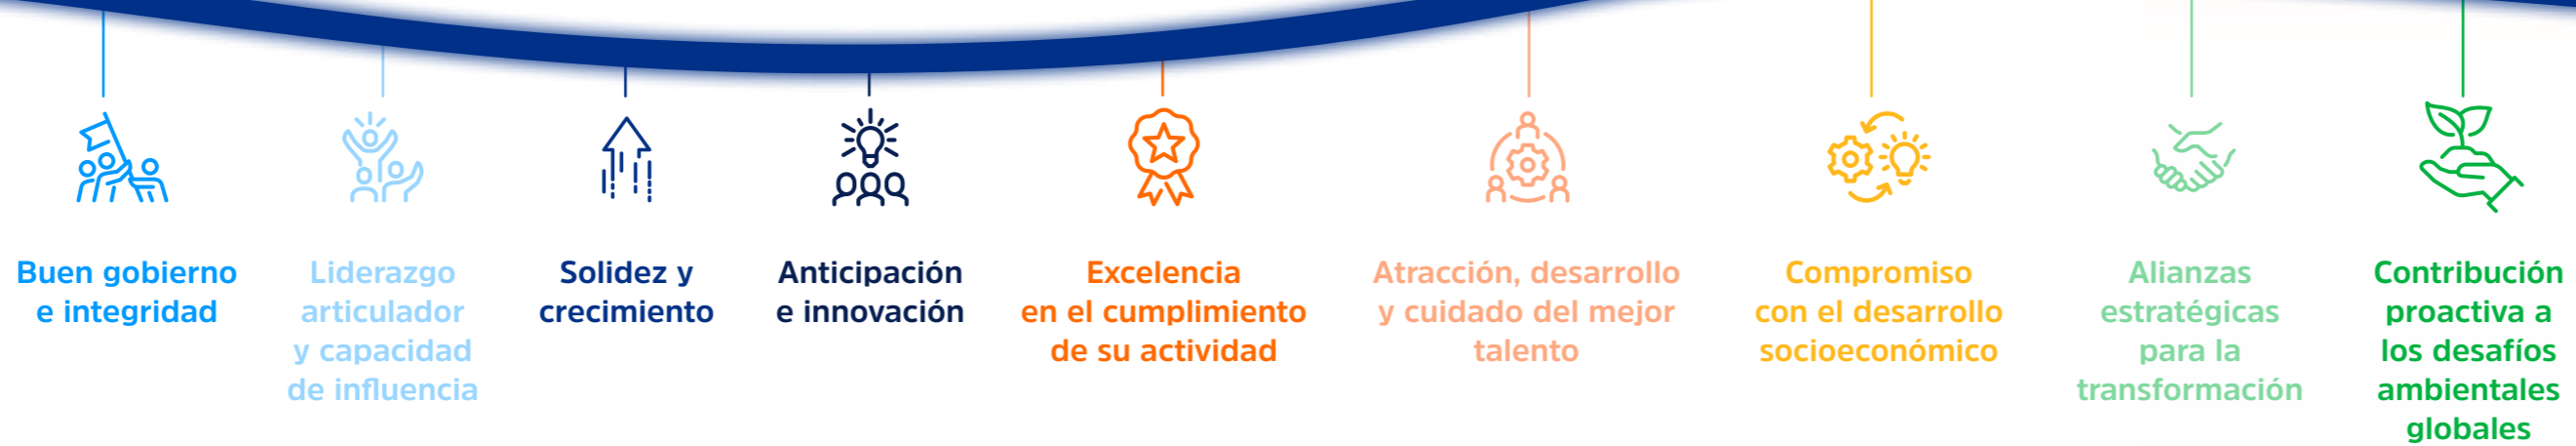 Buen gobierno
e integridad
Liderazgo
articulador
y capacidad
de influencia
Solidez y
crecimiento
Anticipación
e innovación
Excelencia
en el cumplimiento
de su actividad
Atracción, desarrollo
y cuidado del mejor
talento
Compromiso
con el desarrollo
socioeconómico
Alianzas
estratégicas
para la
transformación
Contribución
proactiva a
los desafíos
ambientales
globales